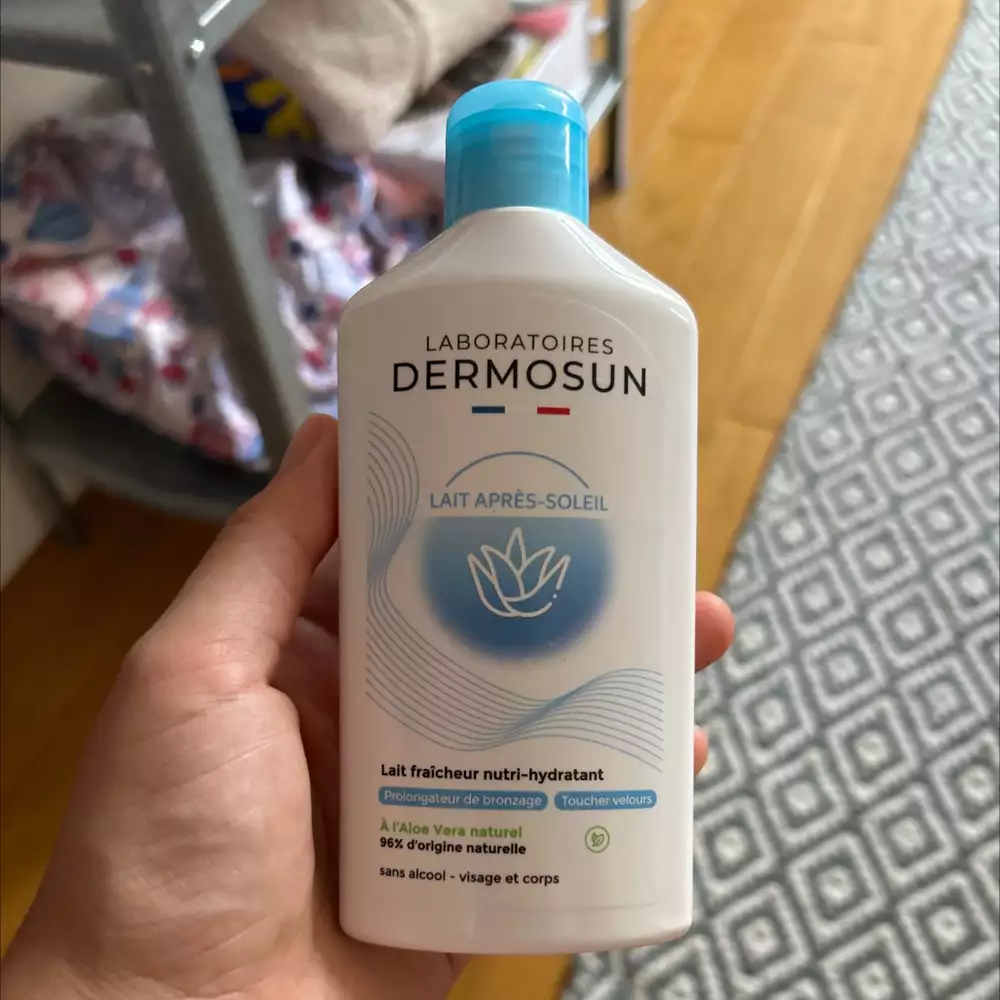 LABORATOIRES
DERMOSUN
LAIT APRÈS-SOLEIL
Lait fraîcheur nutri-hydratant
Prolongateur de bronzage Toucher velours
À l'Aloe Vera naturel
96% d'origine naturelle
sans alcool - visage et corps